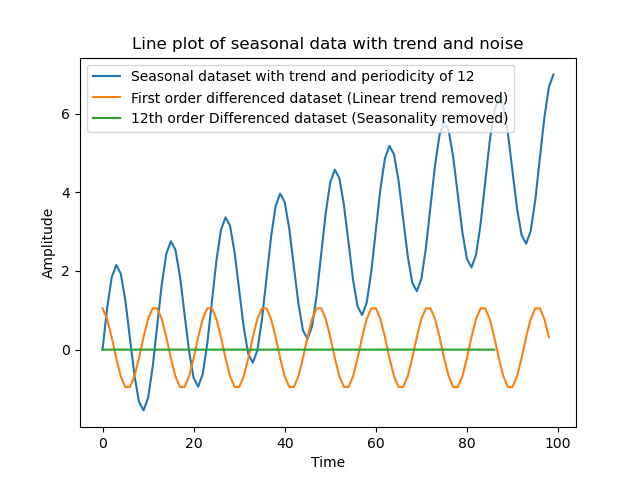 Line plot of seasonal data with trend and noise
Seasonal dataset with trend and periodicity of 12
First order differenced dataset (Linear trend removed)
12th order Differenced dataset (Seasonality removed)
6
4
2
0
Amplitude
0 20 40 60 80 100
Time